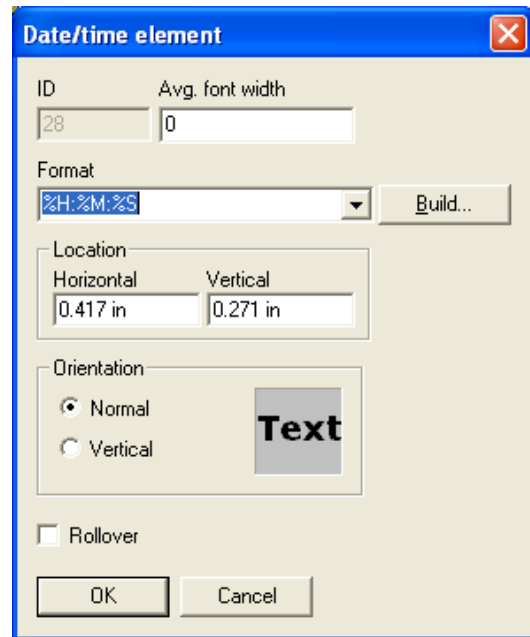 Date/time element
ID Avg. font width
28 0
Format
%H:%M:%S Build...
Location
Horizontal Vertical
0.417 in 0.271 in
Orientation
Normal
Text
Vertical
Rollover
OK Cancel